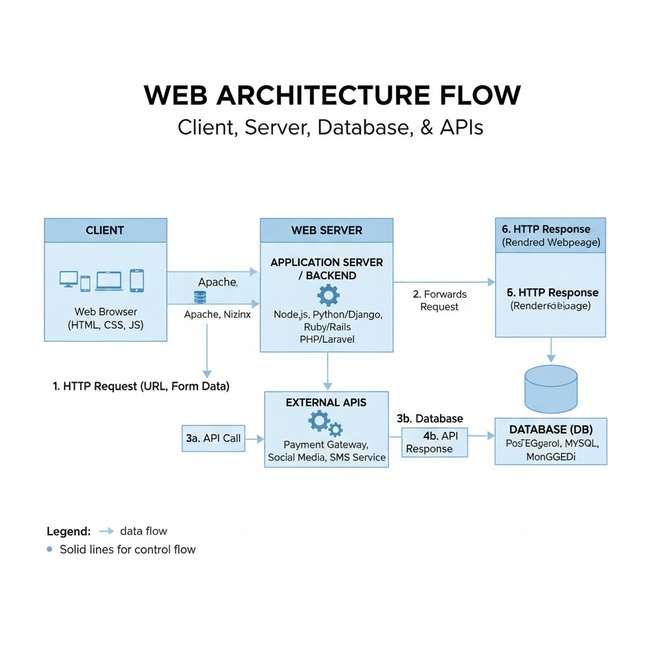 WEB ARCHITECTURE FLOW
Client, Server, Database, & APIs
CLIENT
Web Browser
(HTML, CSS, JS)
Apache,
Apache, Nizinx
1. HTTP Request (URL, Form Data)
WEB SERVER
APPLICATION SERVER
/ BACKEND
Node,js, Python/Django,
Ruby/Rails
PHP/Laravel
2. Forwards
Request
6. HTTP Response
(Rendred Webpeage)
5. HTTP Response
3a. API Call
EXTERNAL APIS
Payment Gateway,
Social Media, SMS Service
3b. Database
4b. API
Response
DATABASE (DB)
MYSQL,
MonGGEDi
Legend:
data flow
Solid lines for control flow